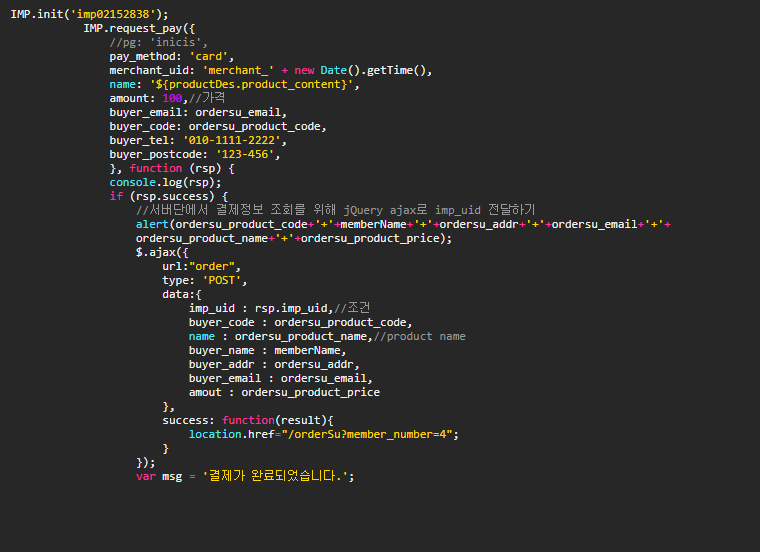 IMP.init('imp02152838');
IMP.request_pay({
//pg: 'inicis',
pay_method: 'card',
merchant_uid: 'merchant_' + new Date().getTime(),
name: '${productDes.product_content}',
amount: 100,//가격
buyer_email: ordersu_email,
buyer_code: ordersu_product_code,
buyer_tel: '010-1111-2222',
buyer_postcode: '123-456',
}, function (rsp) {
console.log(rsp);
if (rsp.success) {
//서버단에서 결제정보 조회를 위해 jQuery ajax로 imp_uid 전달하기
alert(ordersu_product_code+'+'+memberName+'+'+ordersu_addr+'+'+ordersu_email+'+'+
ordersu_product_name+'+'+ordersu_product_price);
$.ajax({
url:"order",
type: 'POST',
data:{
imp_uid : rsp.imp_uid,//조건
buyer_code : ordersu_product_code,
name : ordersu_product_name,//product name
buyer_name : memberName,
buyer_addr : ordersu_addr,
buyer_email : ordersu_email,
amout : ordersu_product_price
},
success: function(result){
location.href="/orderSu?member_number=4";
}
});
var msg = '결제가 완료되었습니다.';